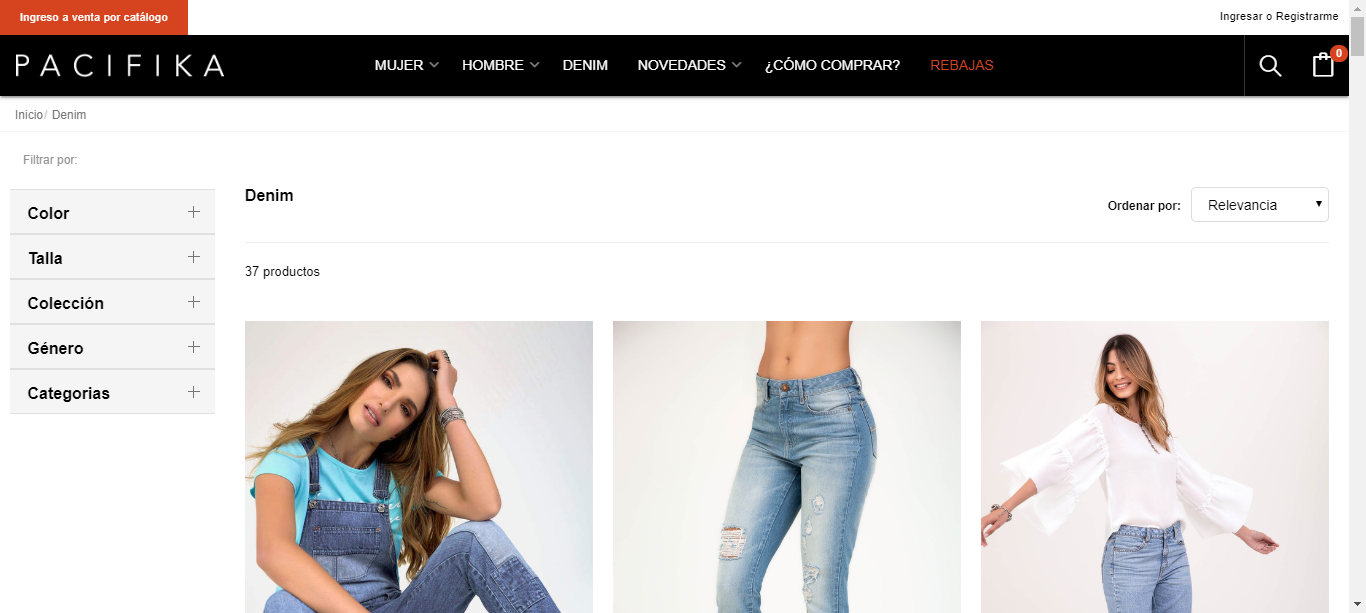 Ingreso a venta por catálogo
Ingresar o Registrarme
PACIFIKA
MUJER
HOMBRE
DENIM
NOVEDADES
¿CÓMO COMPRAR?
REBAJAS
0
Inicio/ Denim
Filtrar por:
Color
Talla
Colección
Género
Categorias
Denim
Ordenar por:
Relevancia
37 productos